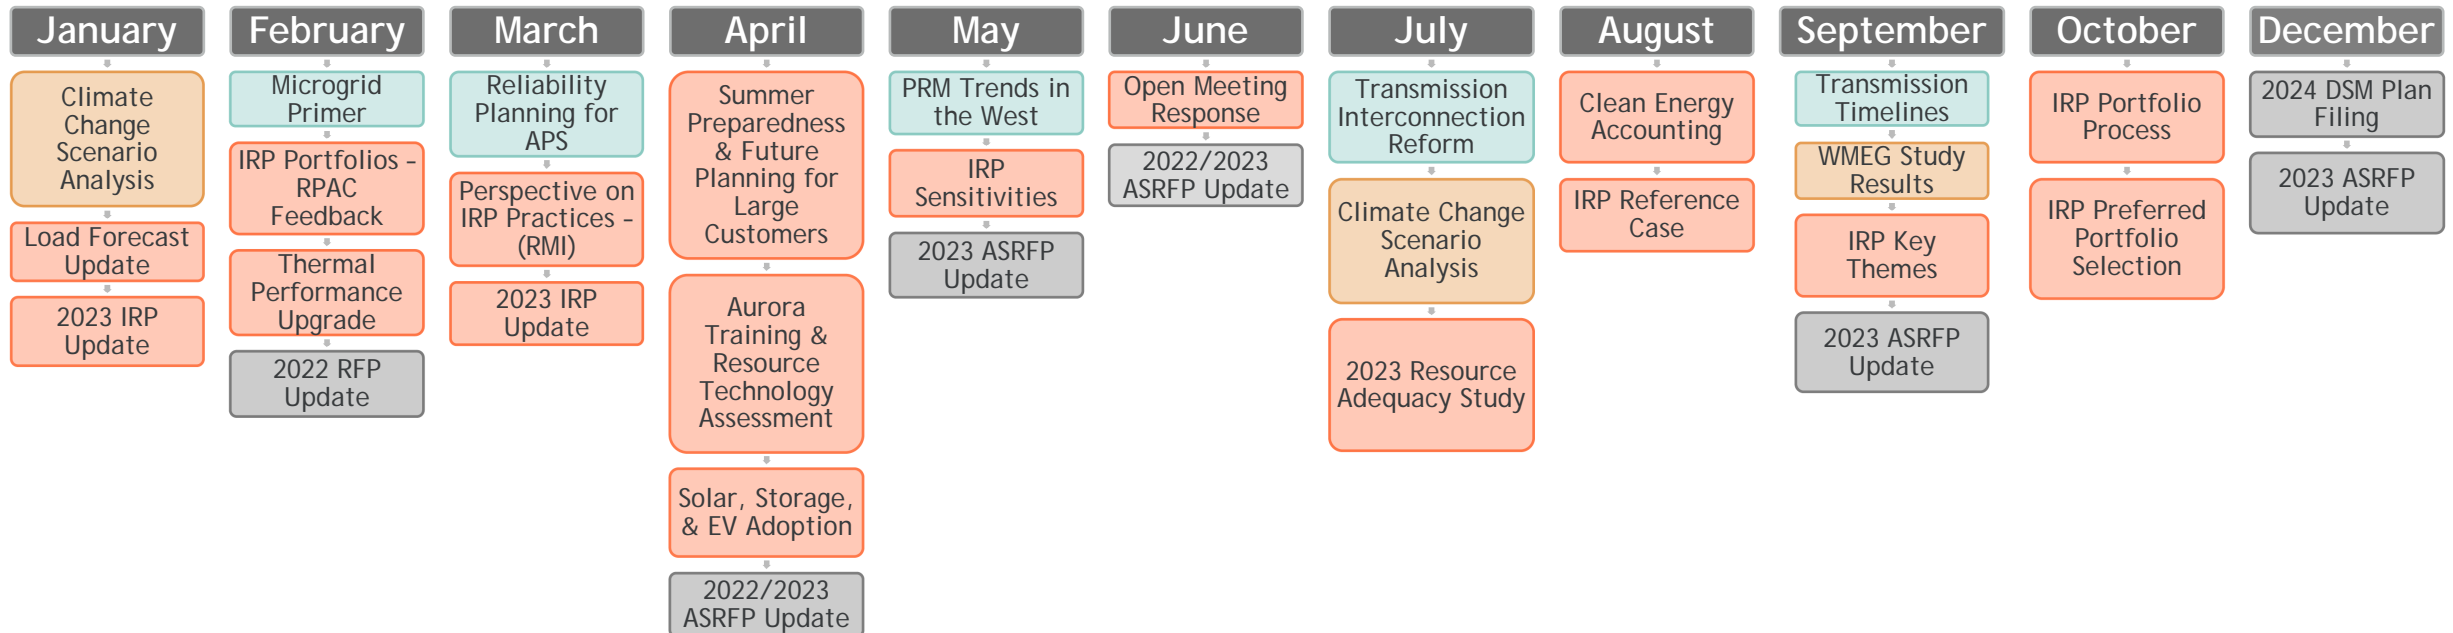 January
Climate
Change
Scenario
Analysis
Load Forecast
Update
2023 IRP
Update
February
Microgrid
Primer
IRP Portfolios -
RPAC
Feedback
Thermal
Performance
Upgrade
2022 RFP
Update
March
Reliability
Planning for
APS
Perspective on
IRP Practices -
(RMI)
2023 IRP
Update
April
Summer
Preparedness
& Future
Planning for
Large
Customers
Aurora
Training &
Resource
Technology
Assessment
Solar, Storage,
& EV Adoption
2022/2023
ASRFP Update
May
PRM Trends in
the West
IRP
Sensitivities
2023 ASRFP
Update
June
Open Meeting
Response
2022/2023
ASRFP Update
July
Transmission
Interconnection
Reform
Climate Change
Scenario
Analysis
2023 Resource
Adequacy Study
August
Clean Energy
Accounting
IRP Reference
Case
September
Transmission
Timelines
WMEG Study
Results
IRP Key
Themes
2023 ASRFP
Update
October
IRP Portfolio
Process
IRP Preferred
Portfolio
Selection
December
2024 DSM Plan
Filing
2023 ASRFP
Update